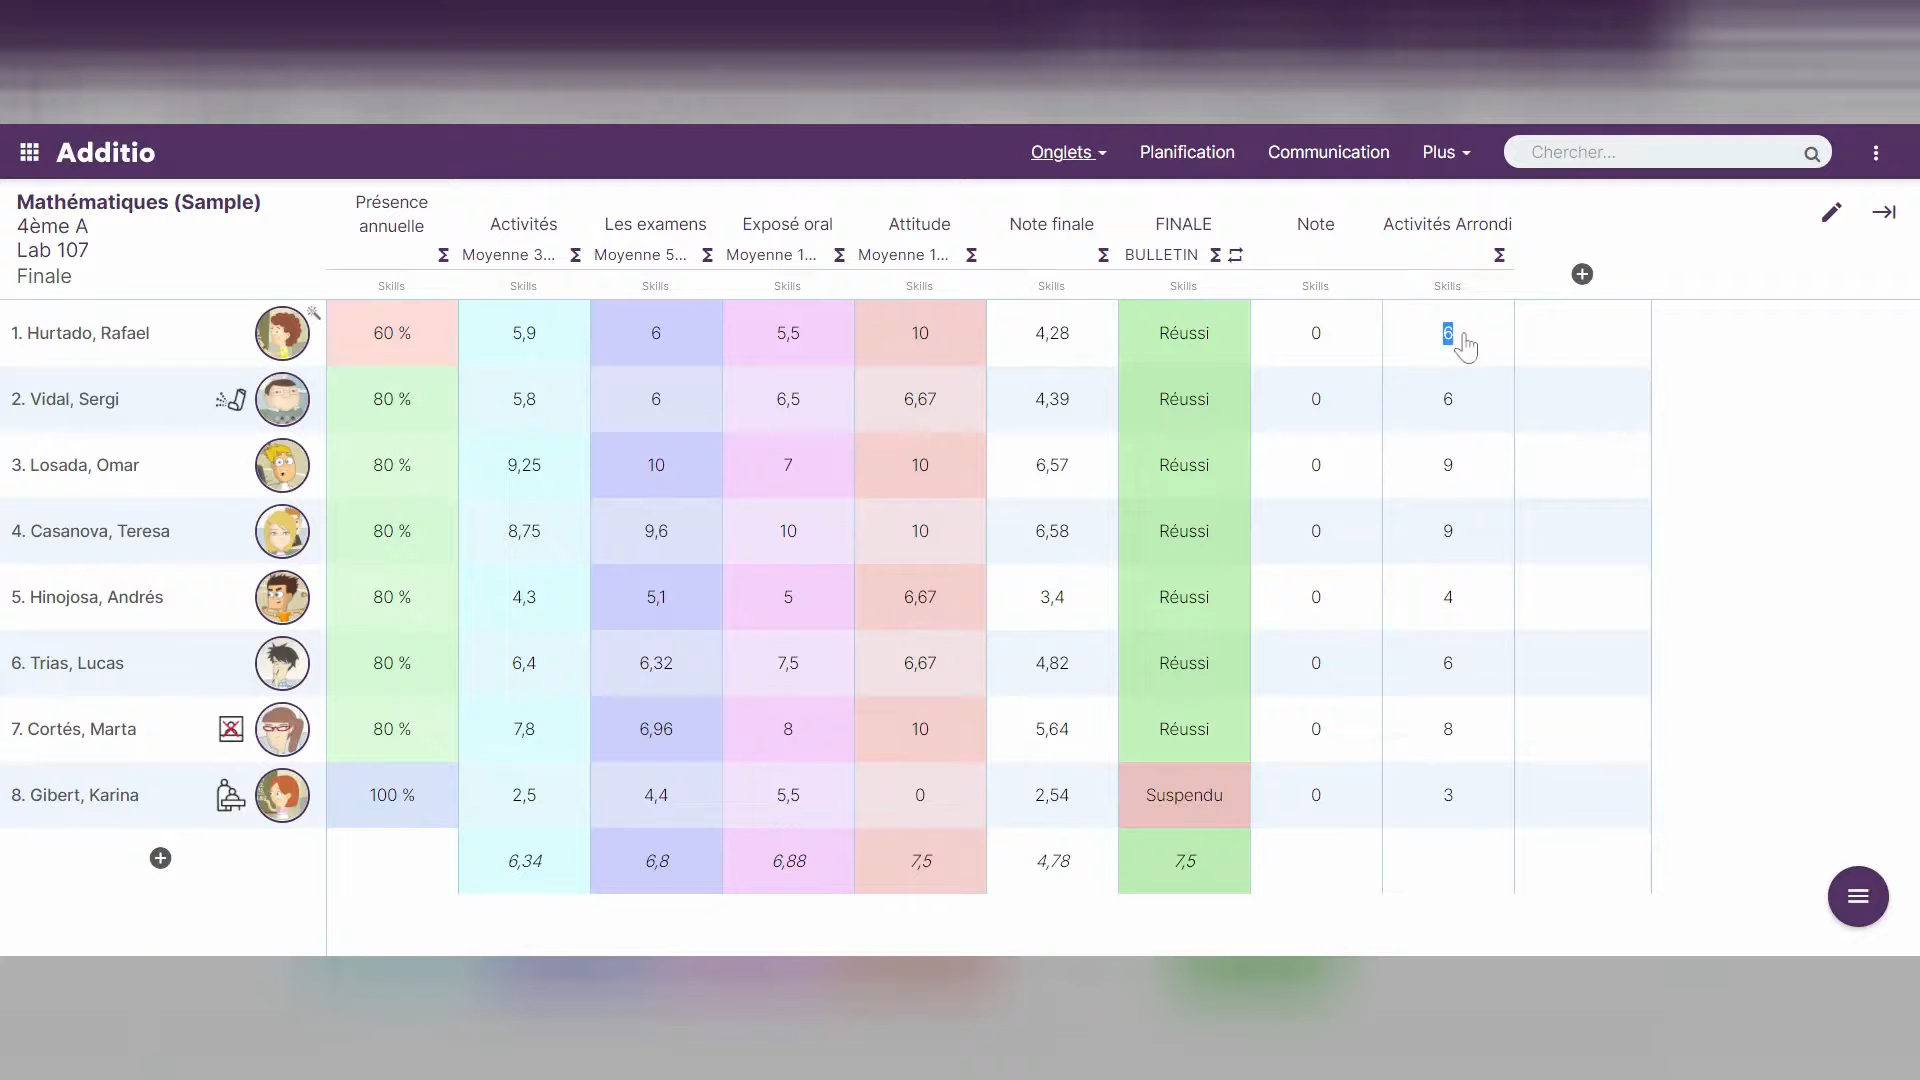 Additio
Onglets
Planification
Communication
Plus
Chercher...
Mathématiques (Sample)
4ème A
Lab 107
Finale
Présence
annuelle
Σ
Skills
Activités
Moyenne 3... Σ
Skills
Les examens
Moyenne 5... Σ
Skills
Exposé oral
Moyenne 1... Σ
Skills
Attitude
Moyenne 1... Σ
Skills
Note finale
Σ
Skills
FINALE
BULLETIN Σ
Skills
Note
Skills
Activités Arrondi
Σ
Skills
1. Hurtado, Rafael 60 % 5,9 6 5,5 10 4,28 Réussi 0 6
2. Vidal, Sergi 80 % 5,8 6 6,5 6,67 4,39 Réussi 0 6
3. Losada, Omar 80 % 9,25 10 7 10 6,57 Réussi 0 9
4. Casanova, Teresa 80 % 8,75 9,6 10 10 6,58 Réussi 0 9
5. Hinojosa, Andrés 80 % 4,3 5,1 5 6,67 3,4 Réussi 0 4
6. Trias, Lucas 80 % 6,4 6,32 7,5 6,67 4,82 Réussi 0 6
7. Cortés, Marta 80 % 7,8 6,96 8 10 5,64 Réussi 0 8
8. Gibert, Karina 100 % 2,5 4,4 5,5 0 2,54 Suspendu 0 3
6,34 6,8 6,88 7,5 4,78 7,5